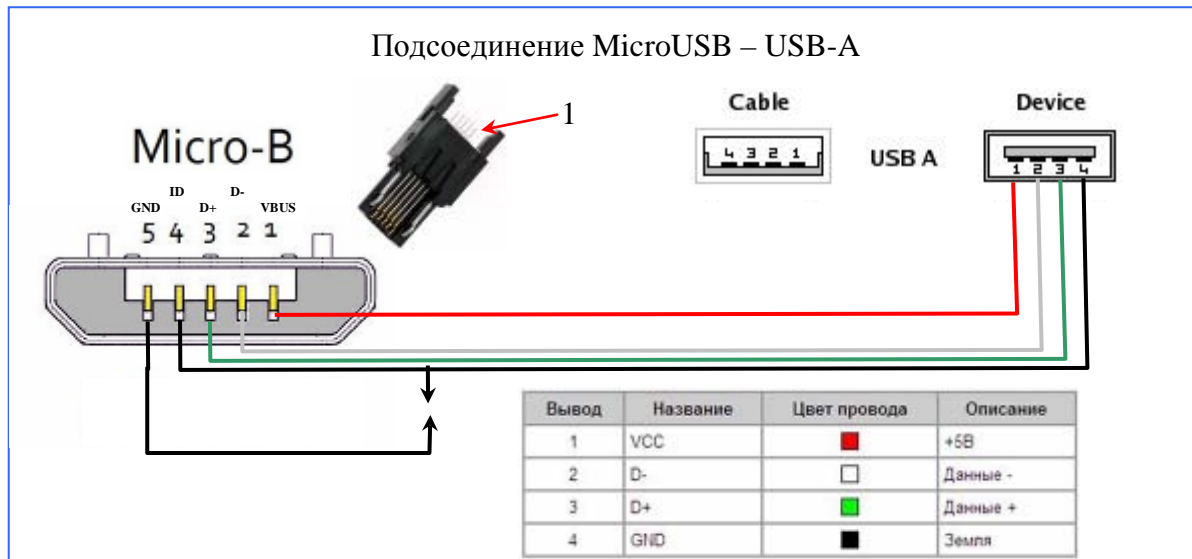 Подсоединение MicroUSB – USB-A
1
Cable
Device
Micro-B
4 3 2 1
USB A
1 2 3 4
ID D-
GND D+ VBUS
5 4 3 2 1
Вывод Название Цвет провода Описание
1 VCC +5В
2 D- Данные -
3 D+ Данные +
4 GND Земля